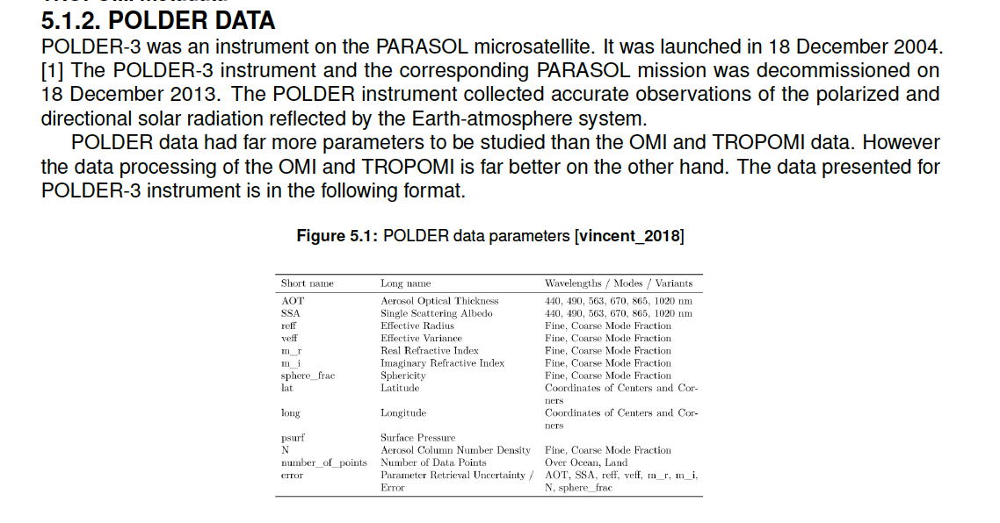 5.1.2. POLDER DATA
POLDER-3 was an instrument on the PARASOL microsatellite. It was launched in 18 December 2004.
[1] The POLDER-3 instrument and the corresponding PARASOL mission was decommissioned on
18 December 2013. The POLDER instrument collected accurate observations of the polarized and
directional solar radiation reflected by the Earth-atmosphere system.
POLDER data had far more parameters to be studied than the OMI and TROPOMI data. However
the data processing of the OMI and TROPOMI is far better on the other hand. The data presented for
POLDER-3 instrument is in the following format.
Figure 5.1: POLDER data parameters [vincent_2018]
Short name Long name Wavelengths / Modes / Variants
AOT Aerosol Optical Thickness 440, 490, 563, 670, 865, 1020 nm
SSA Single Scattering Albedo 440, 490, 563, 670, 865, 1020 nm
reff Effective Radius Fine, Coarse Mode Fraction
veff Effective Variance Fine, Coarse Mode Fraction
m_r Real Refractive Index Fine, Coarse Mode Fraction
m_i Imaginary Refractive Index Fine, Coarse Mode Fraction
sphere_frac Sphericity Fine, Coarse Mode Fraction
lat Latitude Coordinates of Centers and Cor-
ners
long Longitude Coordinates of Centers and Cor-
ners
psurf Surface Pressure
N Aerosol Column Number Density Fine, Coarse Mode Fraction
number_of_points Number of Data Points Over Ocean, Land
error Parameter Retrieval Uncertainty / AOT, SSA, reff, veff, m_r, m_i,
Error N, sphere_frac